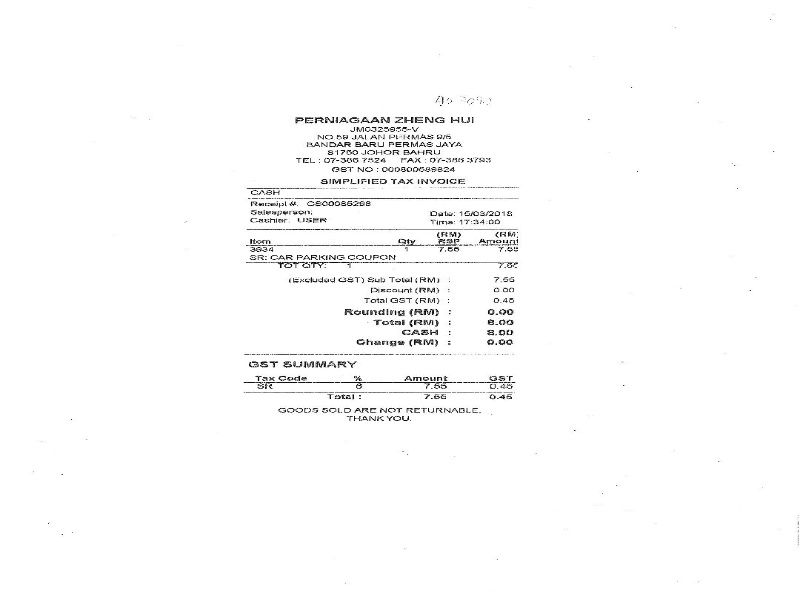 PERNIAGAAN ZHENG HUI
JM0325955-V
NO 59 JALAN PERMAS 9/5
BANDAR BARU PERMAS JAYA
81750 JOHOR BAHRU
TEL : 07-386 7524 FAX : 07-386 3793
GST NO : 000800589824
SIMPLIFIED TAX INVOICE
CASH
Receipt #: CS00085298
Salesperson: Date: 15/03/2018
Cashier: USER Time: 17:34:00
(RM) (RM)
Item Qty RSP Amount
3634 1 7.55 7.55
SR: CAR PARKING COUPON
TOT QTY: 1 7.55
(Excluded GST) Sub Total (RM) : 7.55
Discount (RM) : 0.00
Total GST (RM) : 0.45
Rounding (RM) : 0.00
Total (RM) : 8.00
CASH : 8.00
Change (RM) : 0.00
GST SUMMARY
Tax Code % Amount GST
SR 6 7.55 0.45
Total : 7.55 0.45
GOODS SOLD ARE NOT RETURNABLE,
THANK YOU.